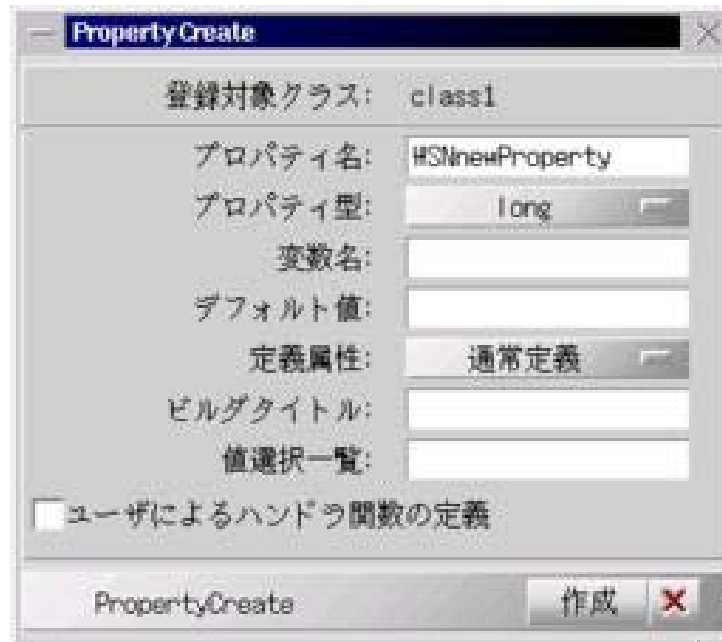 PropertyCreate
登録対象クラス: class1
プロパティ名: WSNnewProperty
プロパティ型: long
変数名:
デフォルト値:
定義属性: 通常定義
ビルダタイトル:
値選択一覧:
ユーザによるハンドラ関数の定義
PropertyCreate 作成